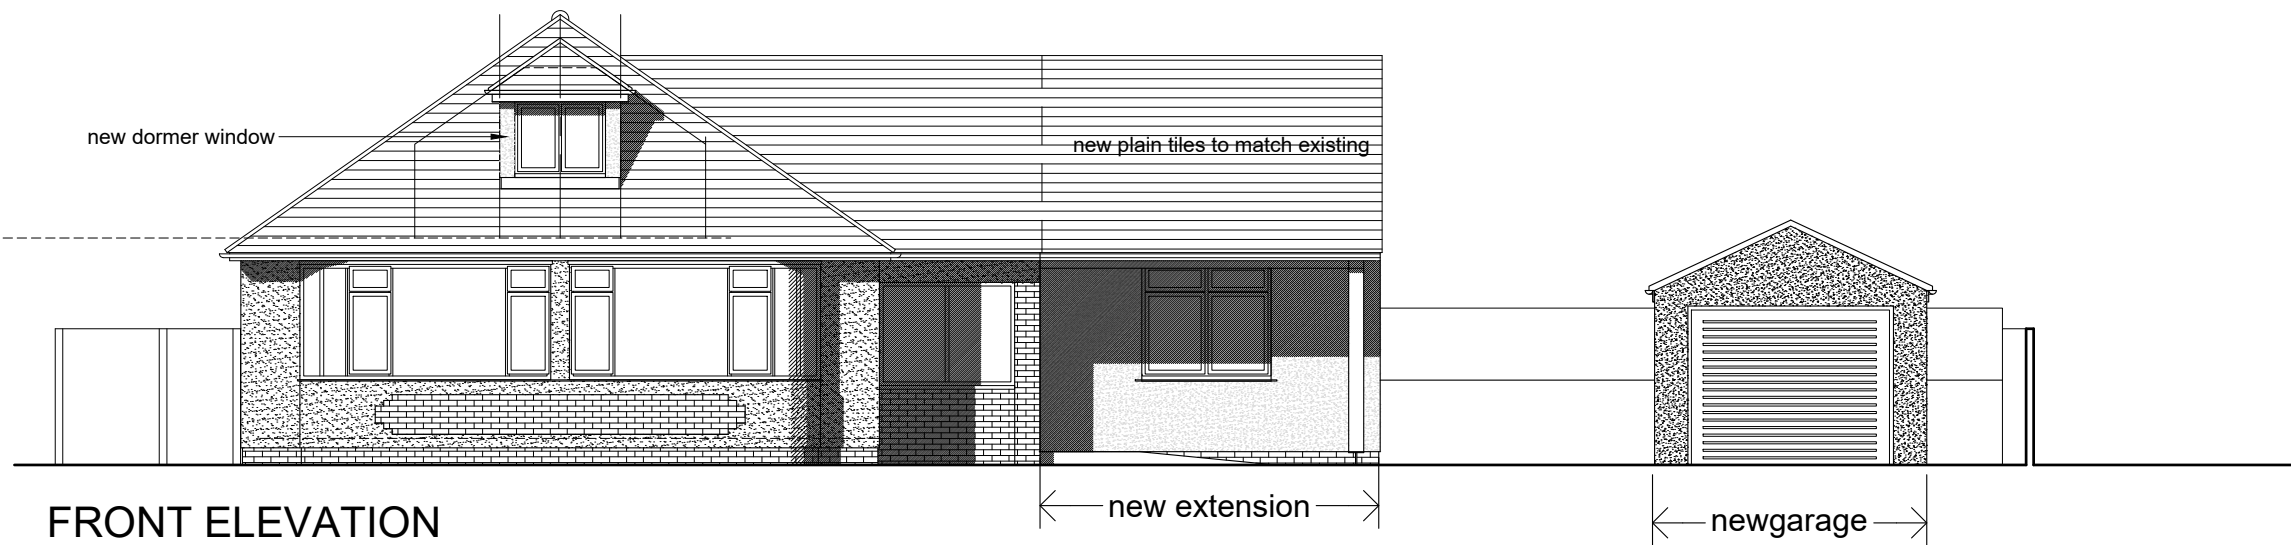 new dormer window
new plain tiles to match existing
new extension
newgarage
FRONT ELEVATION